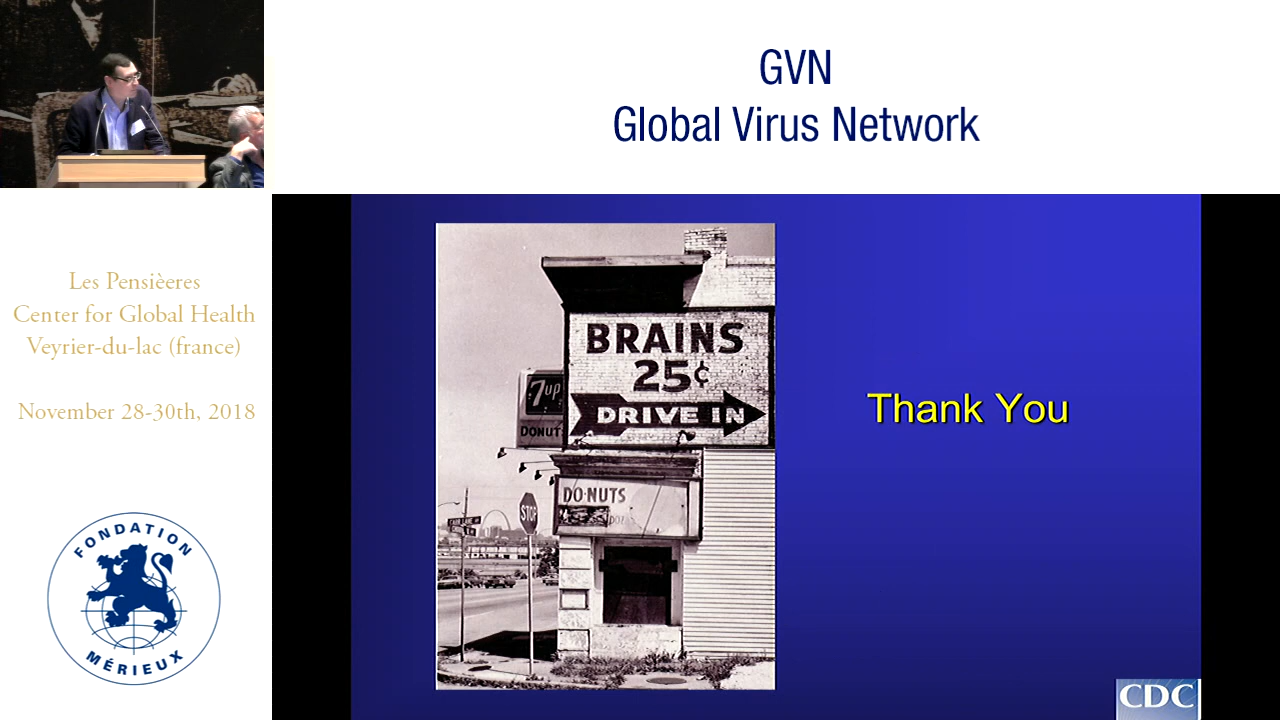 GVN
Global Virus Network
Les Pensièeres
Center for Global Health
Veyrier-du-lac (france)
November 28-30th, 2018
FONDATION
MÉRIEUX
BRAINS
25¢
DRIVE IN
7up
DONUT
DO-NUTS
STOP
Thank You
CDC